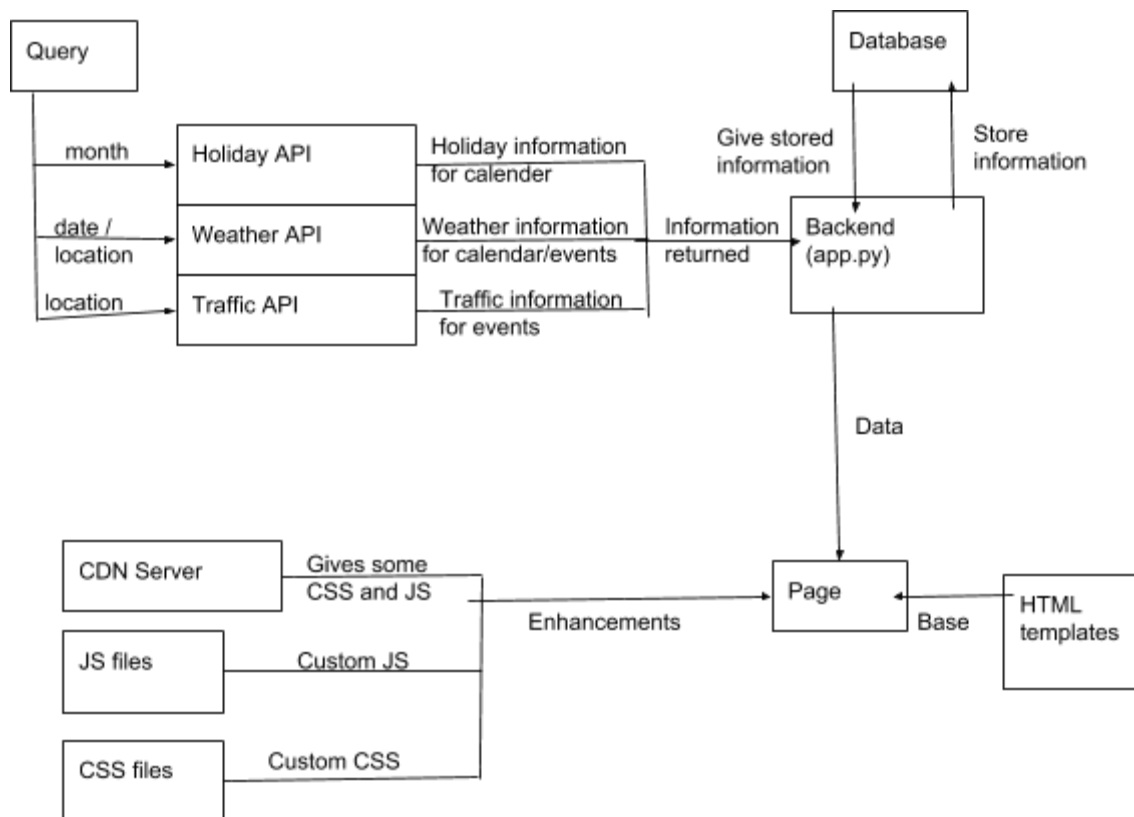 Query
Database
month
Holiday API
Holiday information
for calender
Give stored
information
Store
information
date /
location
Weather API
Weather information
for calendar/events
Information
returned
Backend
(app.py)
location
Traffic API
Traffic information
for events
Data
CDN Server
Gives some
CSS and JS
Enhancements
Page
Base
HTML
templates
JS files
Custom JS
CSS files
Custom CSS